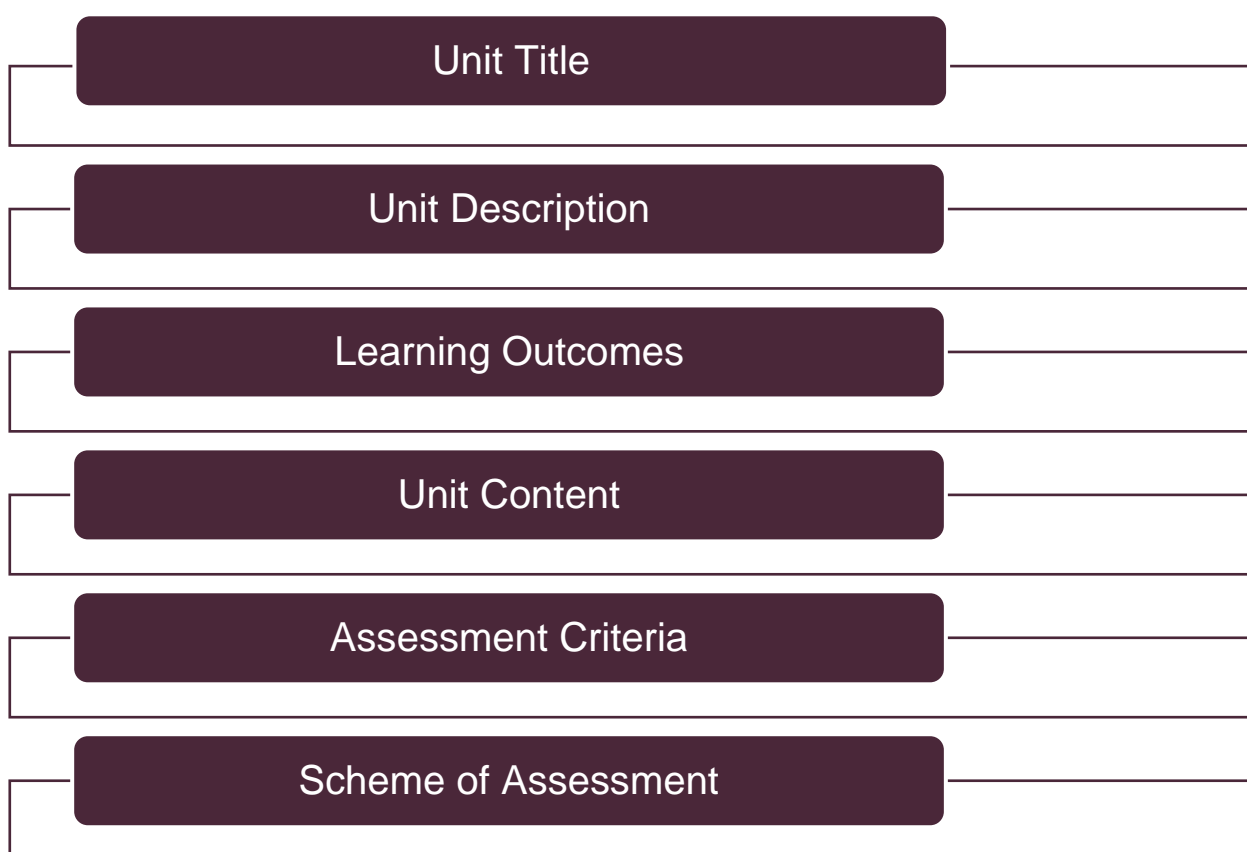 Unit Title
Unit Description
Learning Outcomes
Unit Content
Assessment Criteria
Scheme of Assessment